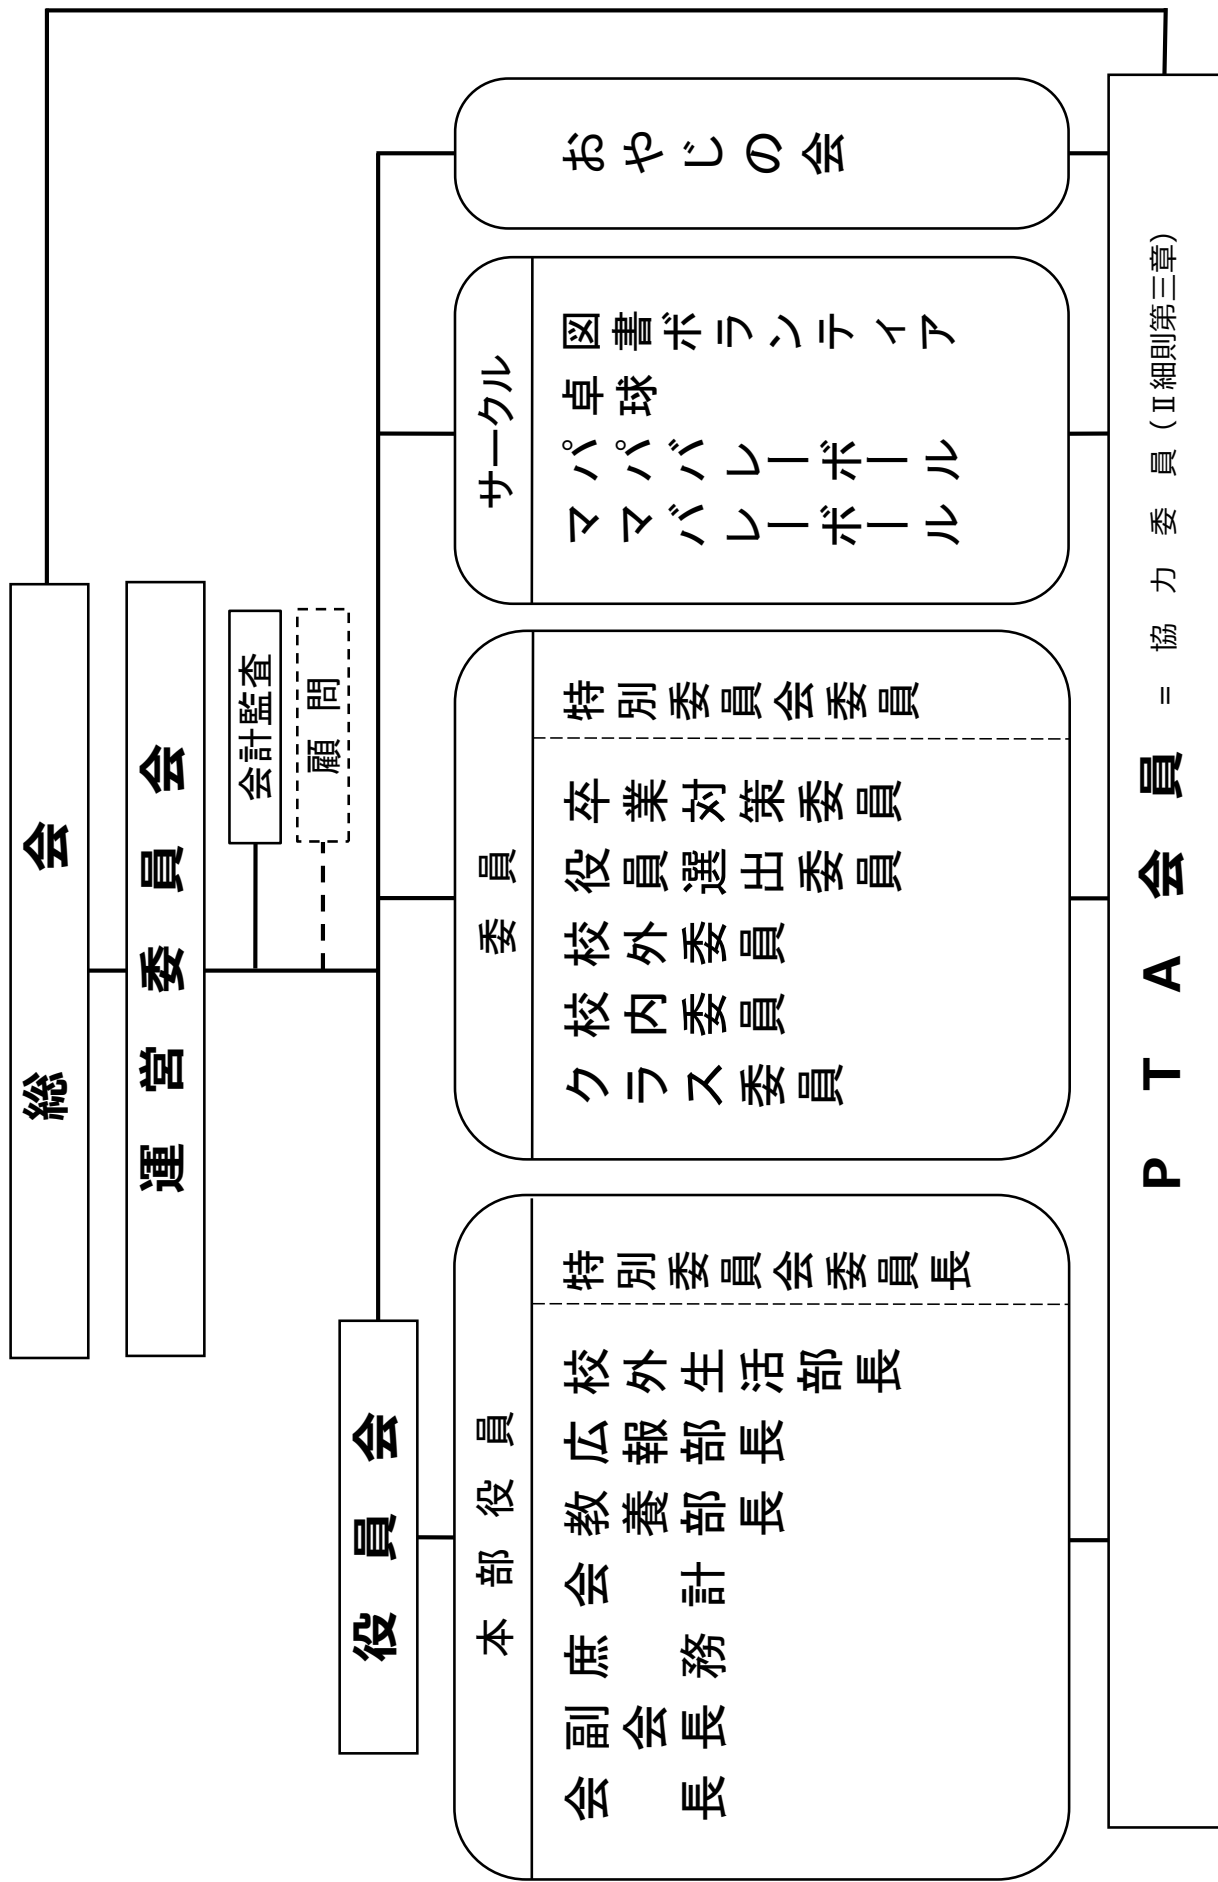 総会
運営委員会
会計監査
顧問
役員会
本部役員
会長
副会長
庶務
会計
教養部長
広報部長
校外生活部長
特別委員会委員長
委員
クラス委員
校内委員
校外委員
役員選出委員
卒業対策委員
特別委員会委員
サークル
ママバレーボール
パパバレーボール
卓球
図書ボランティア
おやじの会
PTA会員 = 協力委員(Ⅱ細則第三章)